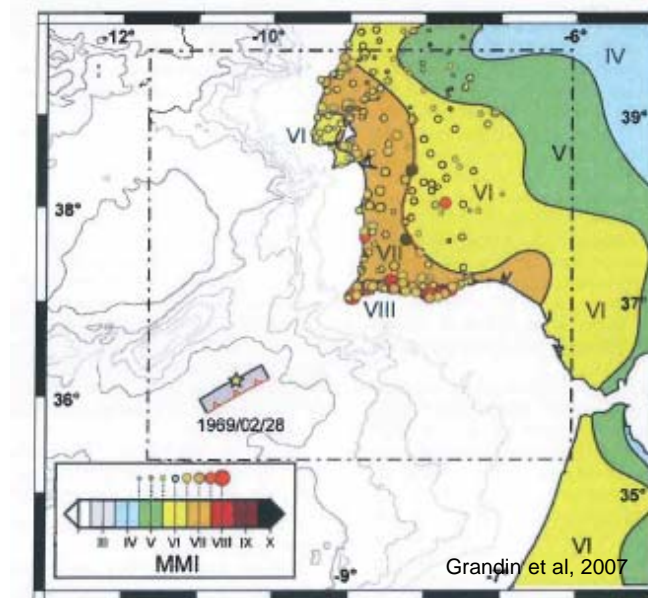 -12° -10° -6°
IV
39°
VI
V
VI
38°
VII
VIII
37°
VI
36°
1969/02/28
35°
III IV V VI VII VIII IX X
MMI
VI
Grandin et al, 2007
-9° -7°